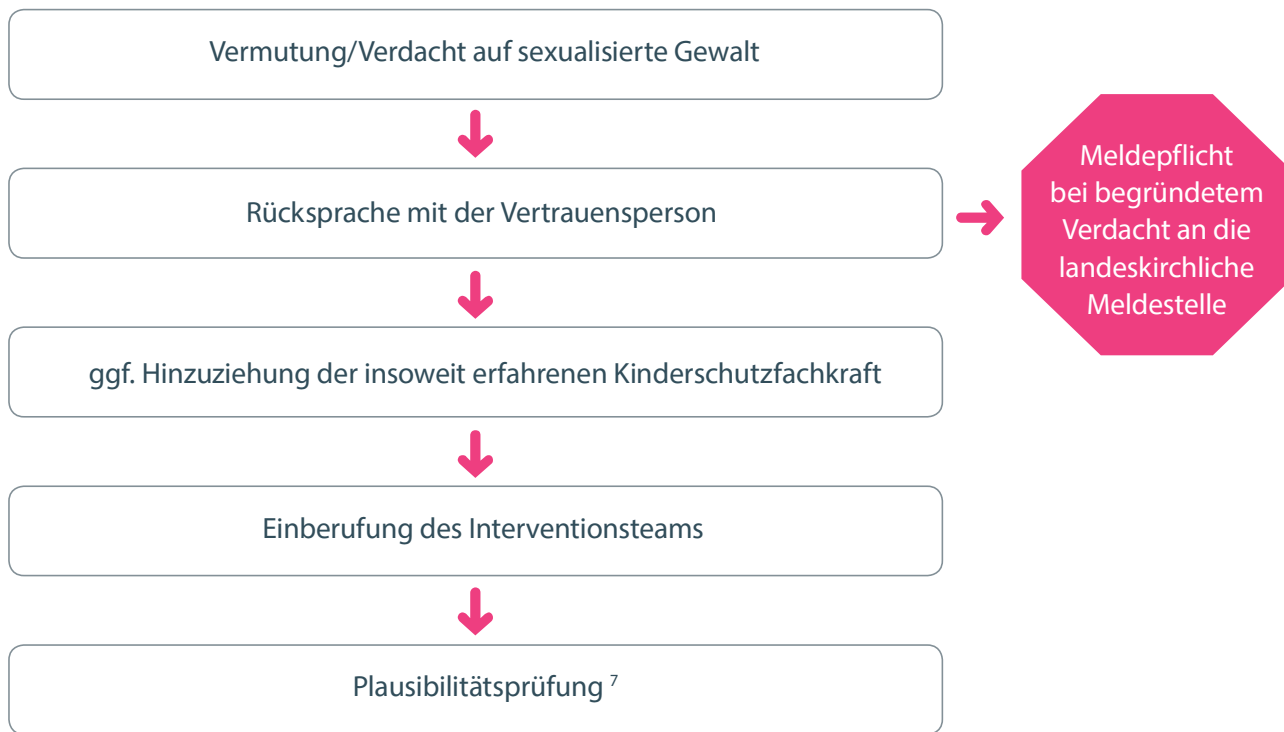 Vermutung/Verdacht auf sexualisierte Gewalt
Rücksprache mit der Vertrauensperson
Meldepflicht
bei begründetem
Verdacht an die
landeskirchliche
Meldestelle
ggf. Hinzuziehung der insoweit erfahrenen Kinderschutzfachkraft
Einberufung des Interventionsteams
Plausibilitätsprüfung ⁷